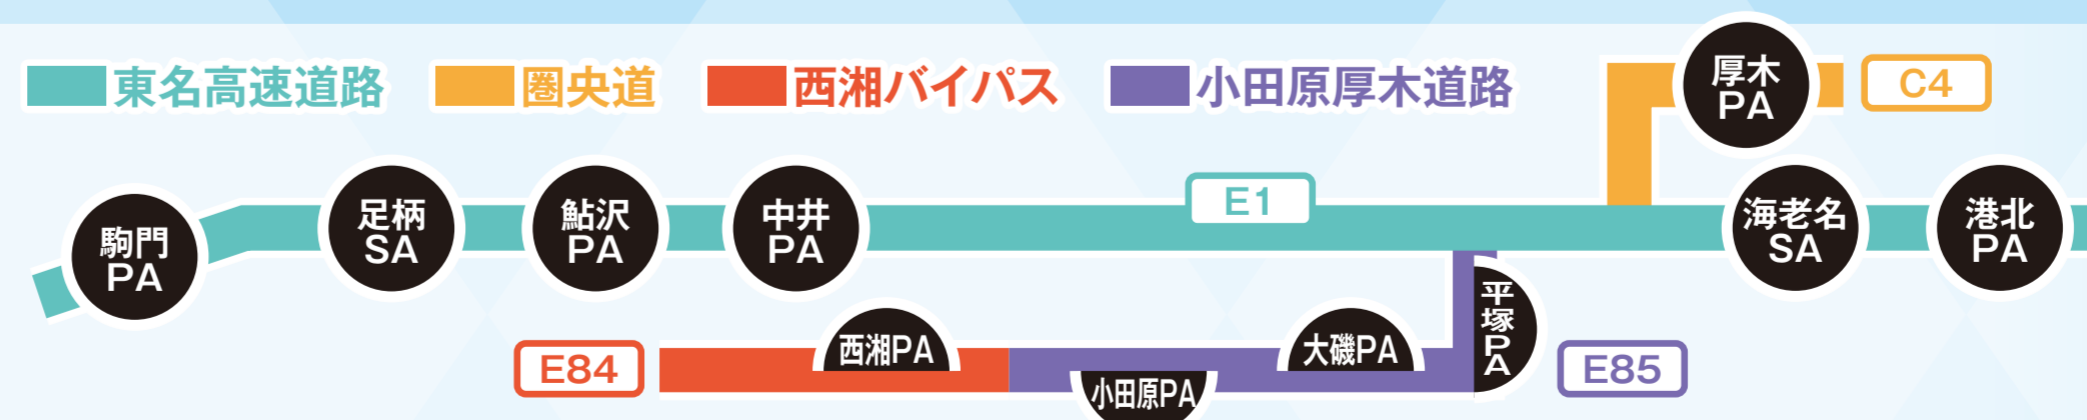 東名高速道路
圏央道
西湘バイパス
小田原厚木道路
厚木
PA
C4
E1
駒門
PA
足柄
SA
鮎沢
PA
中井
PA
海老名
SA
港北
PA
平塚PA
E84
西湘PA
小田原PA
大磯PA
E85